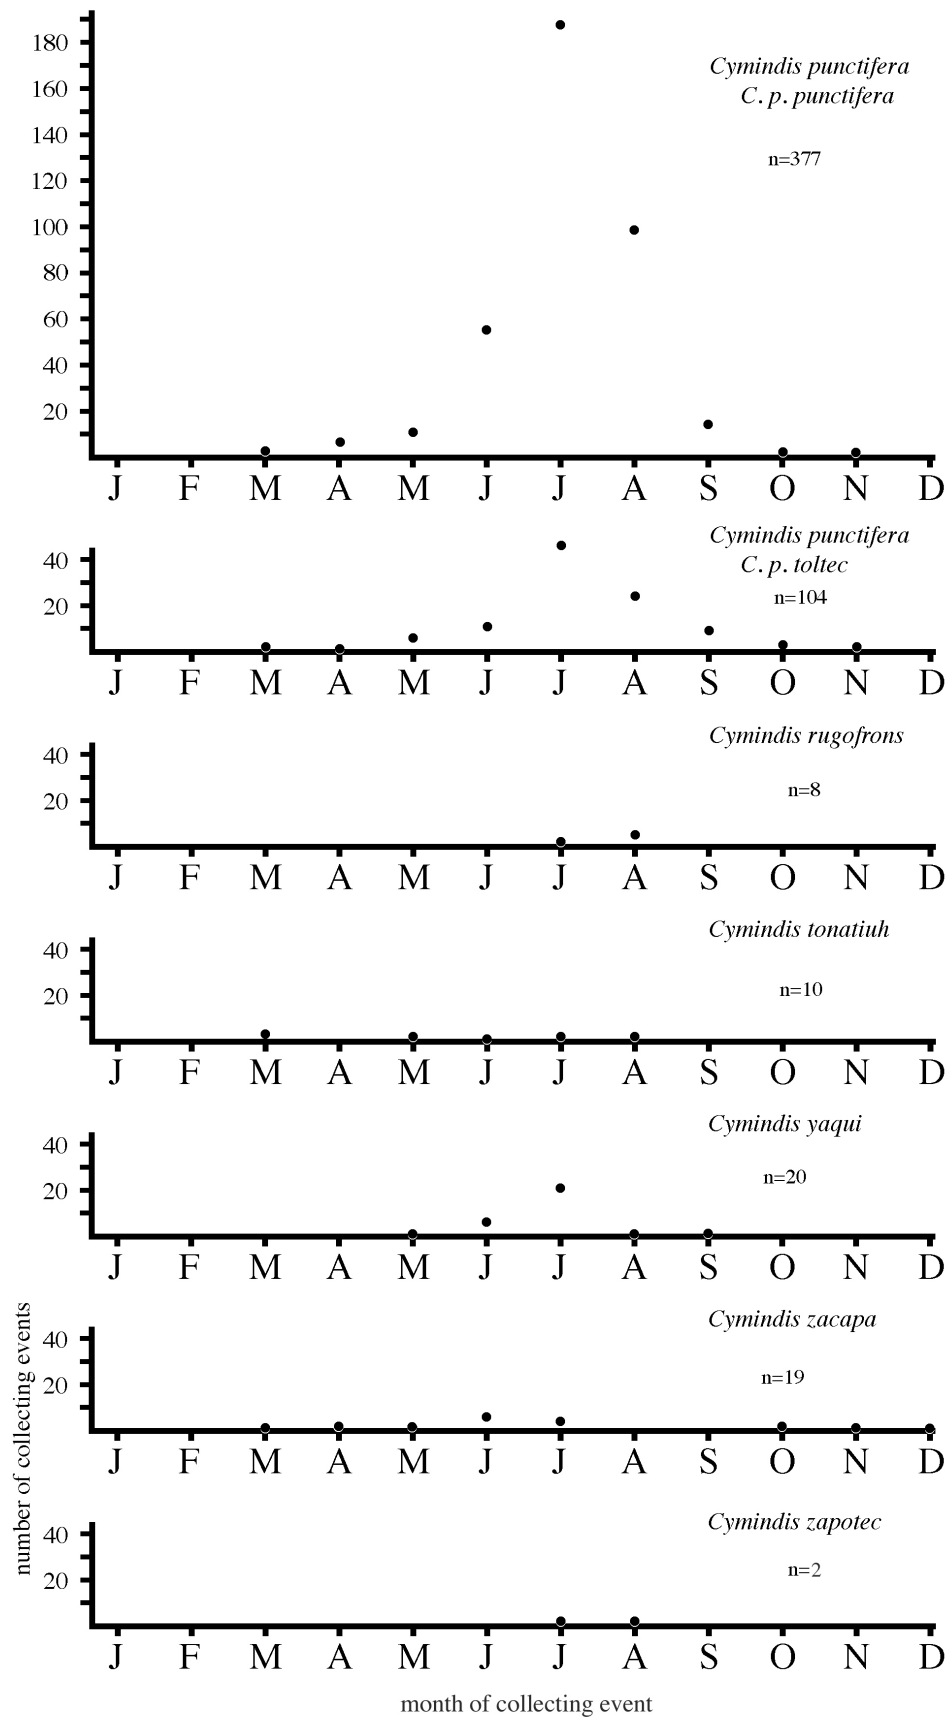 180
160
140
120
100
80
60
40
20
Cymindis punctifera
C. p. punctifera
n=377
J F M A M J J A S O N D
40
20
Cymindis punctifera
C. p. toltec
n=104
J F M A M J J A S O N D
40
20
Cymindis rugofrons
n=8
J F M A M J J A S O N D
40
20
Cymindis tonatiuh
n=10
J F M A M J J A S O N D
40
20
Cymindis yaqui
n=20
J F M A M J J A S O N D
40
20
Cymindis zacapa
n=19
J F M A M J J A S O N D
40
20
Cymindis zapotec
n=2
J F M A M J J A S O N D
number of collecting events
month of collecting event